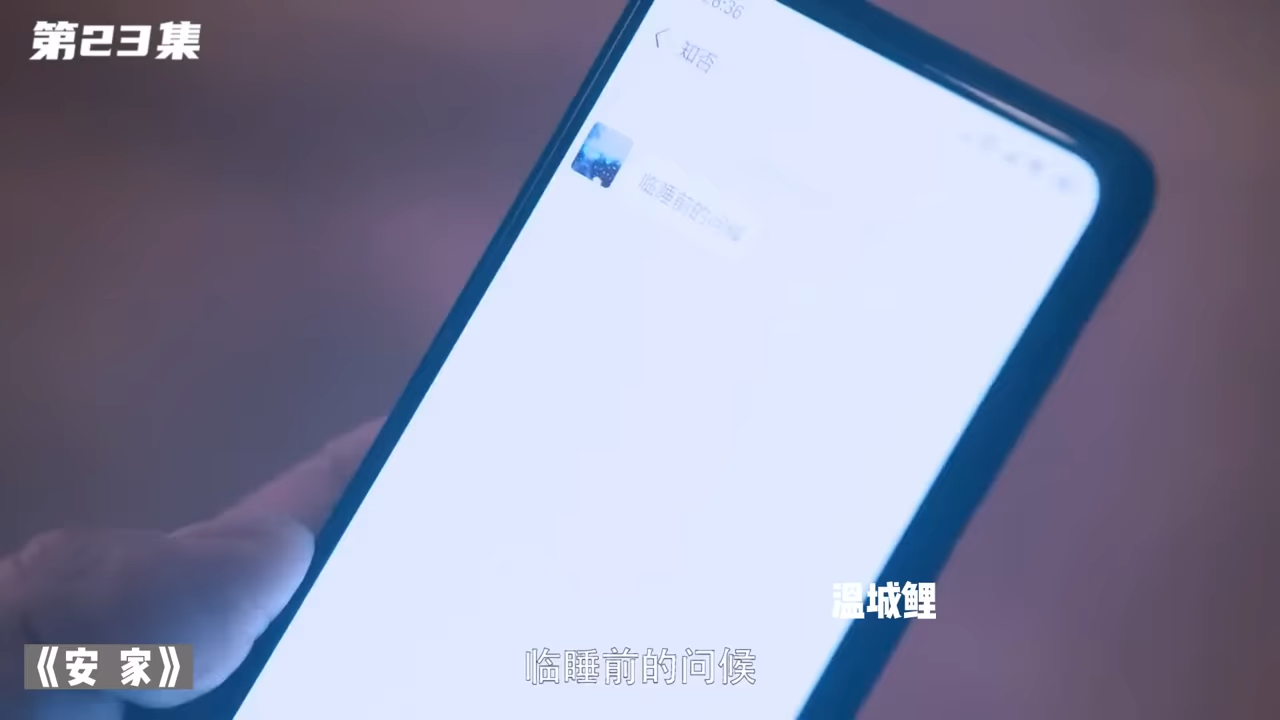 第23集
知否
临睡前的问候
温城鲤
临睡前的问候
《安 家》